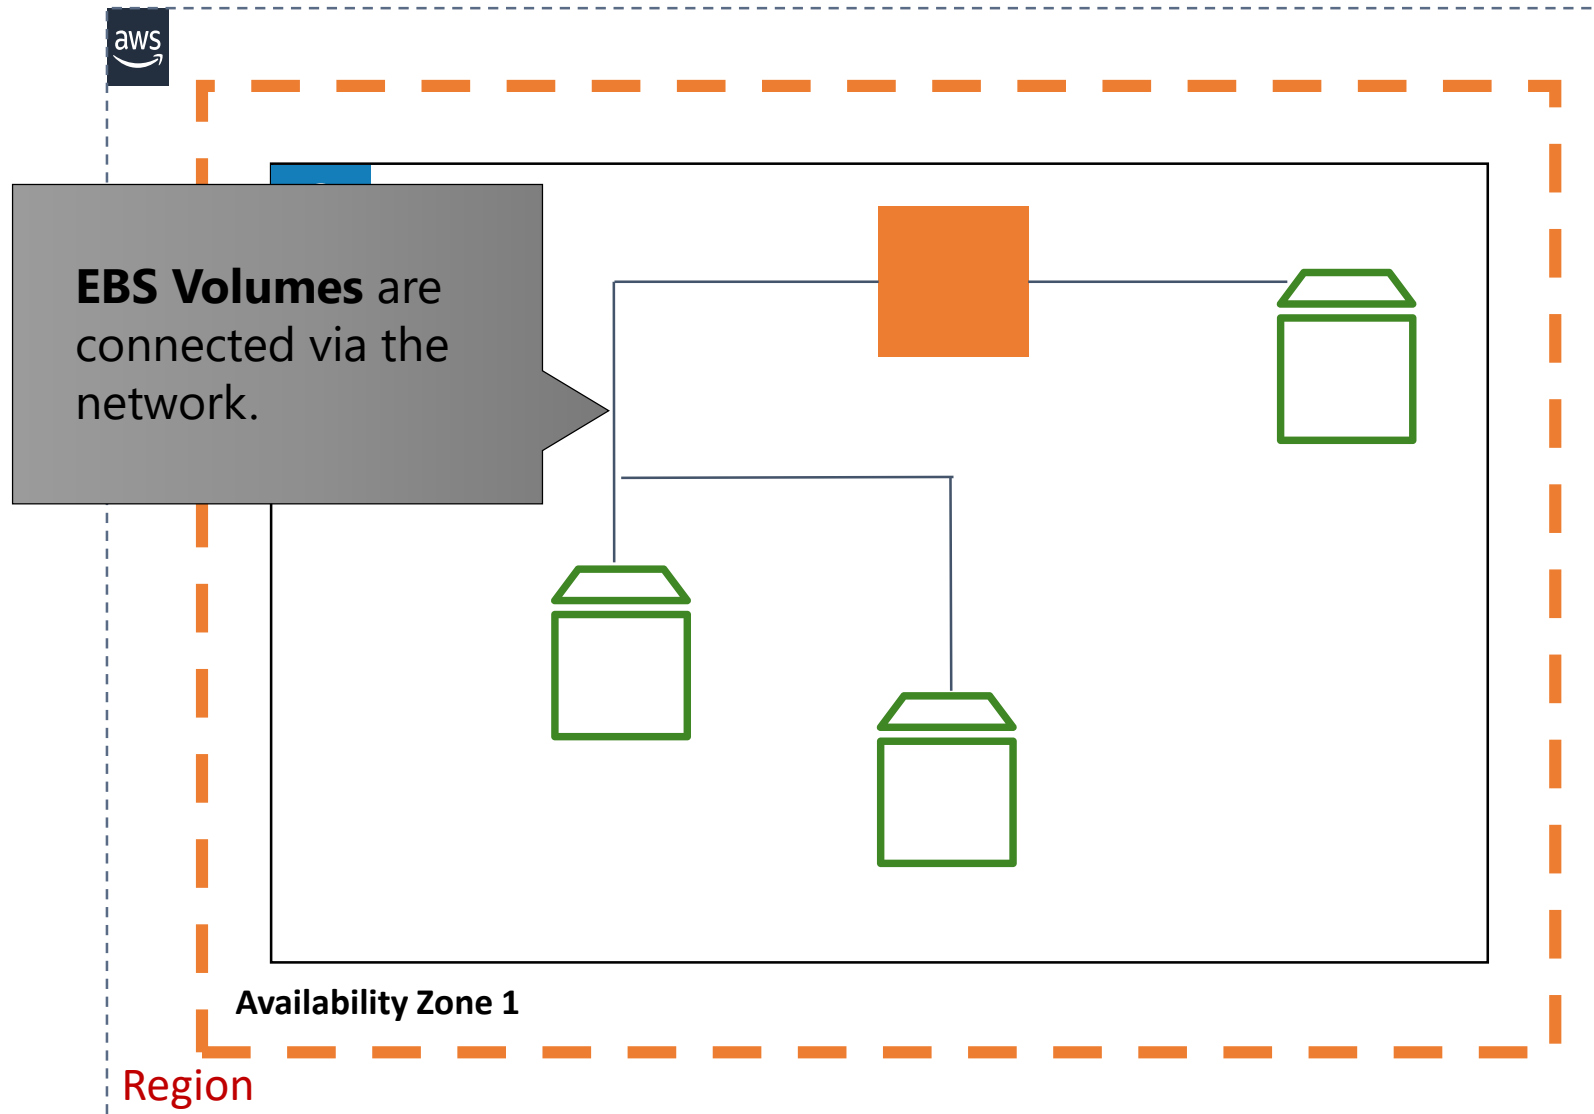 aws
EBS Volumes are
connected via the
network.
Availability Zone 1
Region